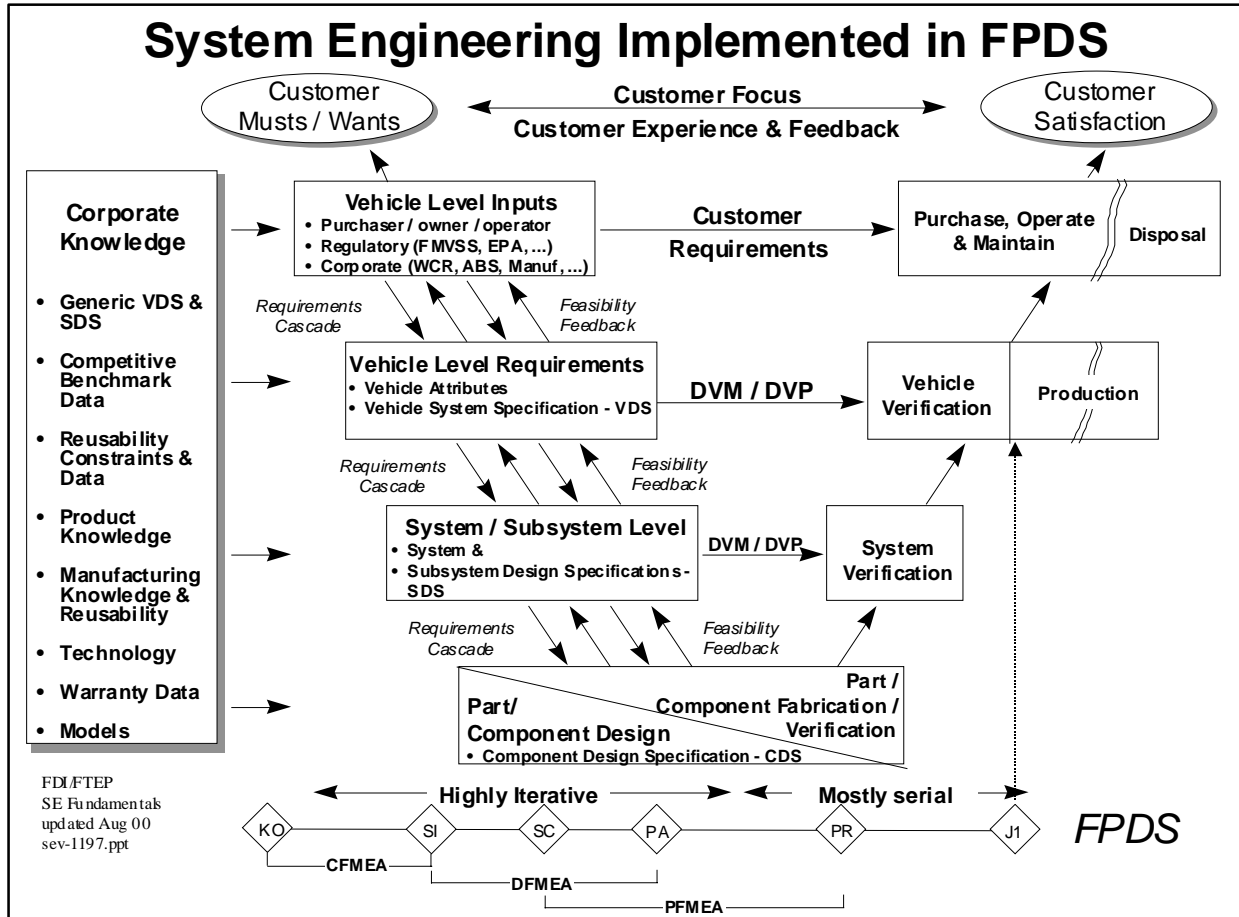 System Engineering Implemented in FPDS
Customer
Musts / Wants
Customer Focus
Customer Experience & Feedback
Customer
Satisfaction
Corporate
Knowledge
• Generic VDS &
SDS
• Competitive
Benchmark
Data
• Reusability
Constraints &
Data
• Product
Knowledge
• Manufacturing
Knowledge &
Reusability
• Technology
• Warranty Data
• Models
Vehicle Level Inputs
• Purchaser / owner / operator
• Regulatory (FMVSS, EPA, ...)
• Corporate (WCR, ABS, Manuf, ...)
Customer
Requirements
Purchase, Operate
& Maintain
Disposal
Requirements
Cascade
Feasibility
Feedback
Vehicle Level Requirements
• Vehicle Attributes
• Vehicle System Specification - VDS
DVM / DVP
Vehicle
Verification
Production
Requirements
Cascade
Feasibility
Feedback
System / Subsystem Level
• System &
• Subsystem Design Specifications -
SDS
DVM / DVP
System
Verification
Requirements
Cascade
Feasibility
Feedback
Part/
Component Design
• Component Design Specification - CDS
Part /
Component Fabrication /
Verification
FDI/FTEP
SE Fundamentals
updated Aug 00
sev-1197.ppt
Highly Iterative
Mostly serial
KO
SI
SC
PA
PR
J1
FPDS
CFMEA
DFMEA
PFMEA